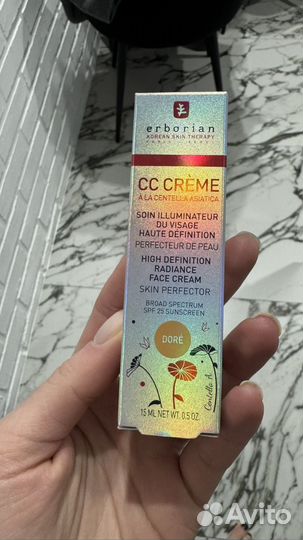 erborian
KOREAN SKIN THERAPY
CC CRÈME
À LA CENTELLA ASIATICA
SOIN ILLUMINATEUR
DU VISAGE
HAUTE DÉFINITION
PERFECTEUR DE PEAU
HIGH DEFINITION
RADIANCE
FACE CREAM
SKIN PERFECTOR
BROAD SPECTRUM
SPF 25 SUNSCREEN
DORÉ
Centella A.
15 ML NET WT. 0.5 OZ.
Avito